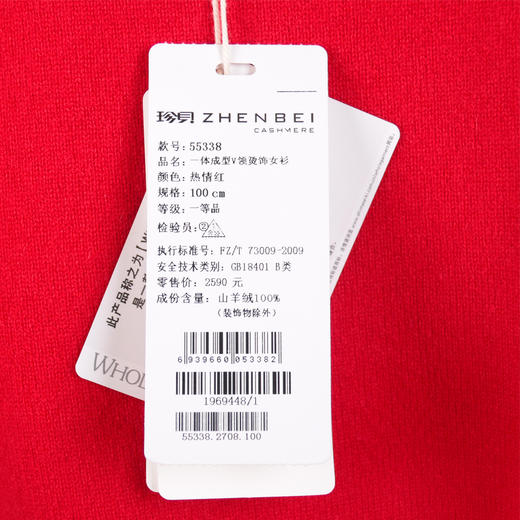 珍贝 ZHENBEI
CASHMERE
款号: 55338
品名: 一体成型V领烫饰女衫
颜色: 热情红
规格: 100 cm
等级: 一等品
检验员: ②
执行标准号: FZ/T 73009-2009
安全技术类别: GB18401 B类
零售价: 2590 元
成份含量: 山羊绒100%
(装饰物除外)
6 939660 053382
1969448/1
55338.2708.100
此产品称之为【W
是一
WHOL